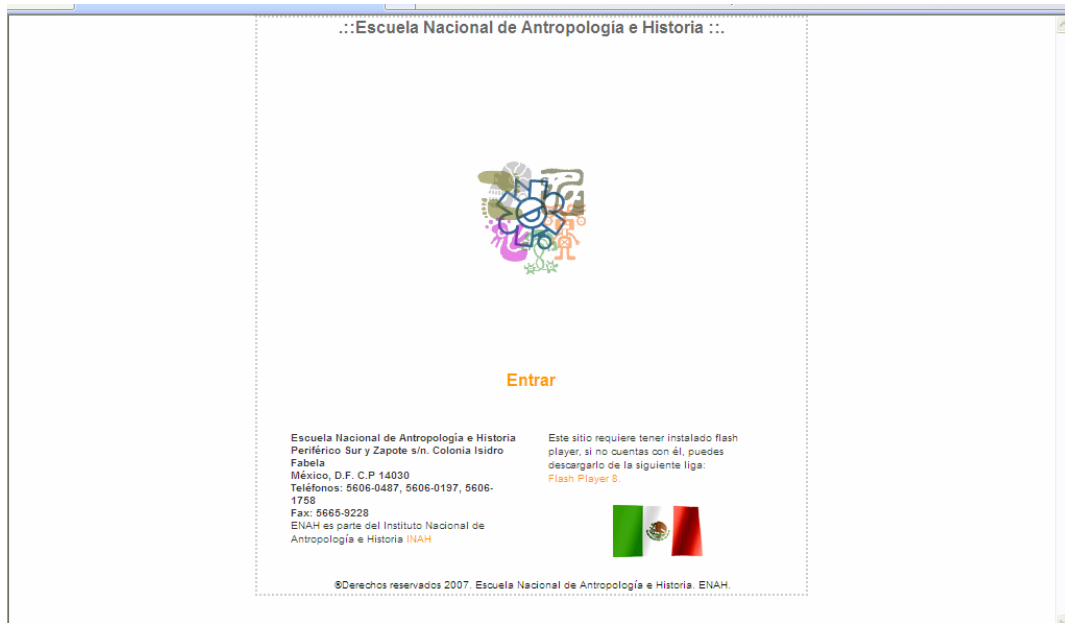 .::Escuela Nacional de Antropología e Historia ::.
Entrar
Escuela Nacional de Antropología e Historia
Periférico Sur y Zapote s/n. Colonia Isidro
Fabela
México, D.F. C.P 14030
Teléfonos: 5606-0487, 5606-0197, 5606-
1758
Fax: 5665-9228
ENAH es parte del Instituto Nacional de
Antropología e Historia INAH
Este sitio requiere tener instalado flash
player, si no cuentas con él, puedes
descargarlo de la siguiente liga:
Flash Player 8.
®Derechos reservados 2007. Escuela Nacional de Antropología e Historia. ENAH.